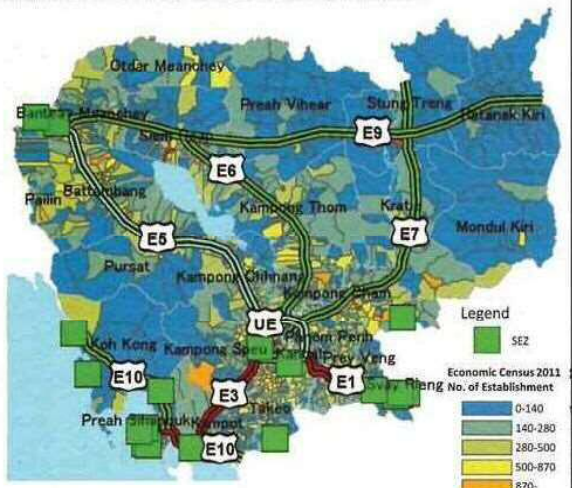 Otdar Meanchey
Preah Vihear
Stung Treng
Ratanak Kiri
Banteay Meanchey
E9
Siem Reap
E6
Battambang
Pailin
Kampong Thom
Kratie
E7
Mondul Kiri
E5
Pursat
Kampong Chhnang
Kampong Cham
UE
Phnom Penh
Koh Kong
Kampong Speu
Kandal
Prey Veng
E10
E3
E1
Svay Rieng
Takeo
Preah Sihanouk
Kampot
E10
Legend
SEZ
Economic Census 2011
No. of Establishment
0-140
140-280
280-500
500-870
870-